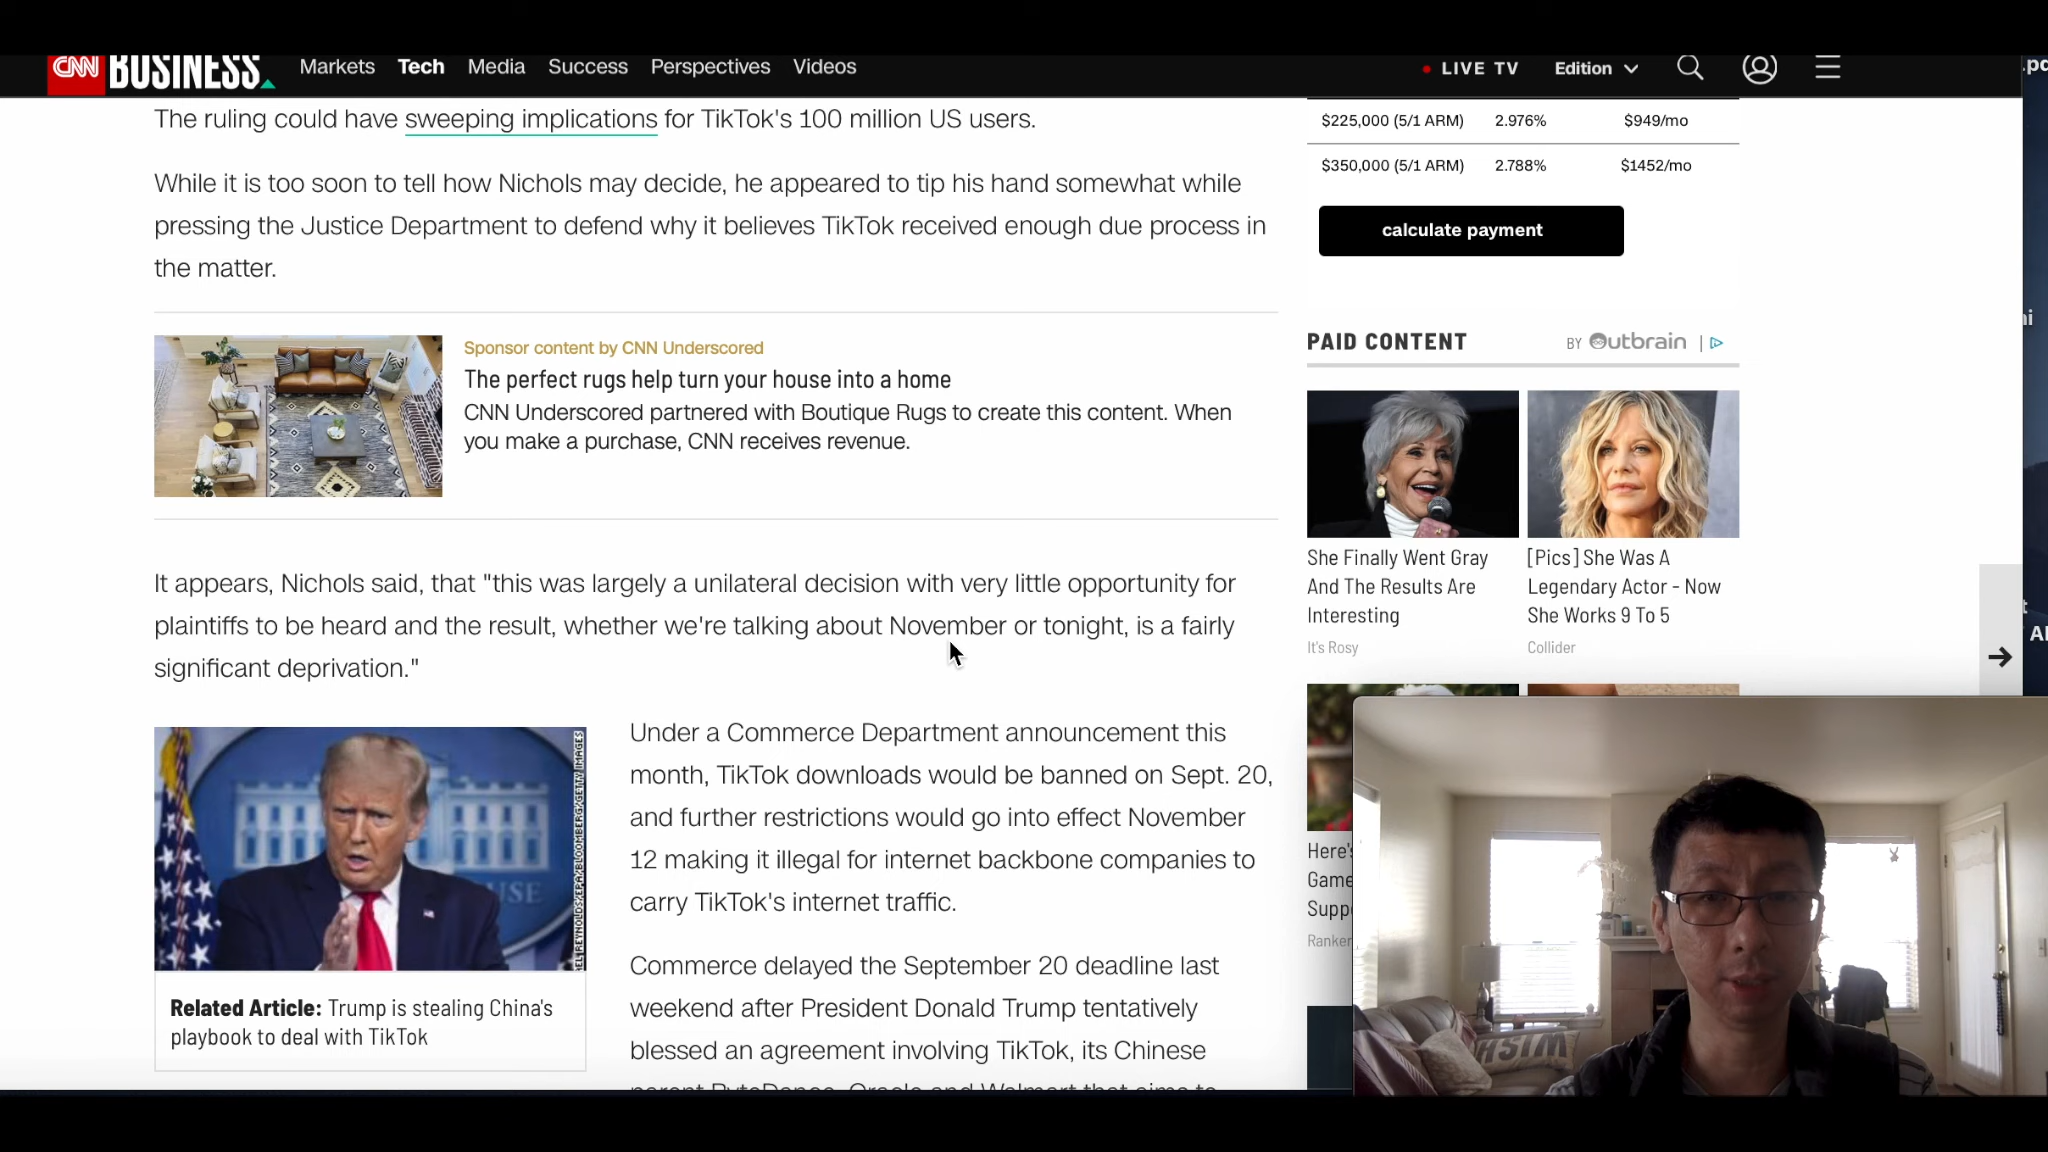 CNN BUSINESS Markets Tech Media Success Perspectives Videos LIVE TV Edition
The ruling could have sweeping implications for TikTok's 100 million US users.
While it is too soon to tell how Nichols may decide, he appeared to tip his hand somewhat while
pressing the Justice Department to defend why it believes TikTok received enough due process in
the matter.
Sponsor content by CNN Underscored
The perfect rugs help turn your house into a home
CNN Underscored partnered with Boutique Rugs to create this content. When
you make a purchase, CNN receives revenue.
It appears, Nichols said, that "this was largely a unilateral decision with very little opportunity for
plaintiffs to be heard and the result, whether we're talking about November or tonight, is a fairly
significant deprivation."
Related Article: Trump is stealing China's
playbook to deal with TikTok
Under a Commerce Department announcement this
month, TikTok downloads would be banned on Sept. 20,
and further restrictions would go into effect November
12 making it illegal for internet backbone companies to
carry TikTok's internet traffic.
Commerce delayed the September 20 deadline last
weekend after President Donald Trump tentatively
blessed an agreement involving TikTok, its Chinese
$225,000 (5/1 ARM) 2.976% $949/mo
$350,000 (5/1 ARM) 2.788% $1452/mo
calculate payment
PAID CONTENT BY Outbrain
She Finally Went Gray
And The Results Are
Interesting
It's Rosy
[Pics] She Was A
Legendary Actor - Now
She Works 9 To 5
Collider
Here's
Game
Supp
Ranker